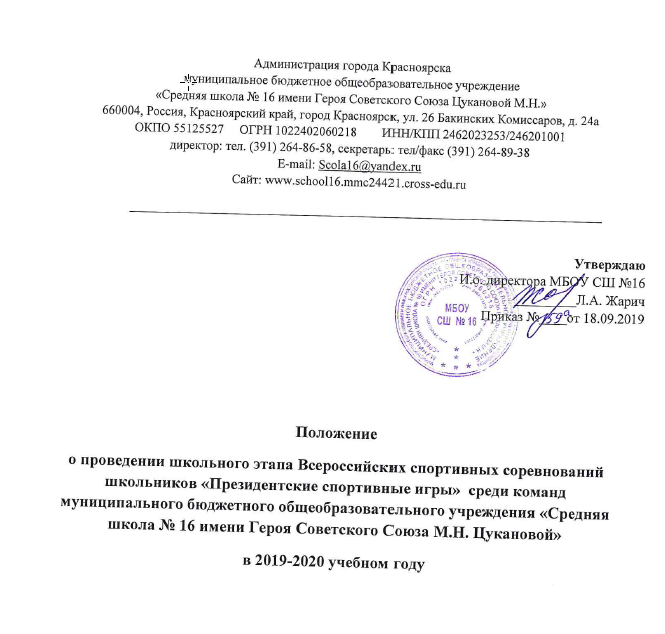 Администрация города Красноярска
муниципальное бюджетное общеобразовательное учреждение
«Средняя школа № 16 имени Героя Советского Союза Цукановой М.Н.»
660004, Россия, Красноярский край, город Красноярск, ул. 26 Бакинских Комиссаров, д. 24а
ОКПО 55125527 ОГРН 1022402060218 ИНН/КПП 2462023253/246201001
директор: тел. (391) 264-86-58, секретарь: тел/факс (391) 264-89-38
E-mail: Scola16@yandex.ru
Сайт: www.school16.mmc24421.cross-edu.ru
Утверждаю
И.о. директора МБОУ СШ №16
Л.А. Жарич
Приказ № от 18.09.2019
МБОУ
СШ № 16
Положение
о проведении школьного этапа Всероссийских спортивных соревнований
школьников «Президентские спортивные игры» среди команд
муниципального бюджетного общеобразовательного учреждения «Средняя
школа № 16 имени Героя Советского Союза М.Н. Цукановой»
в 2019-2020 учебном году